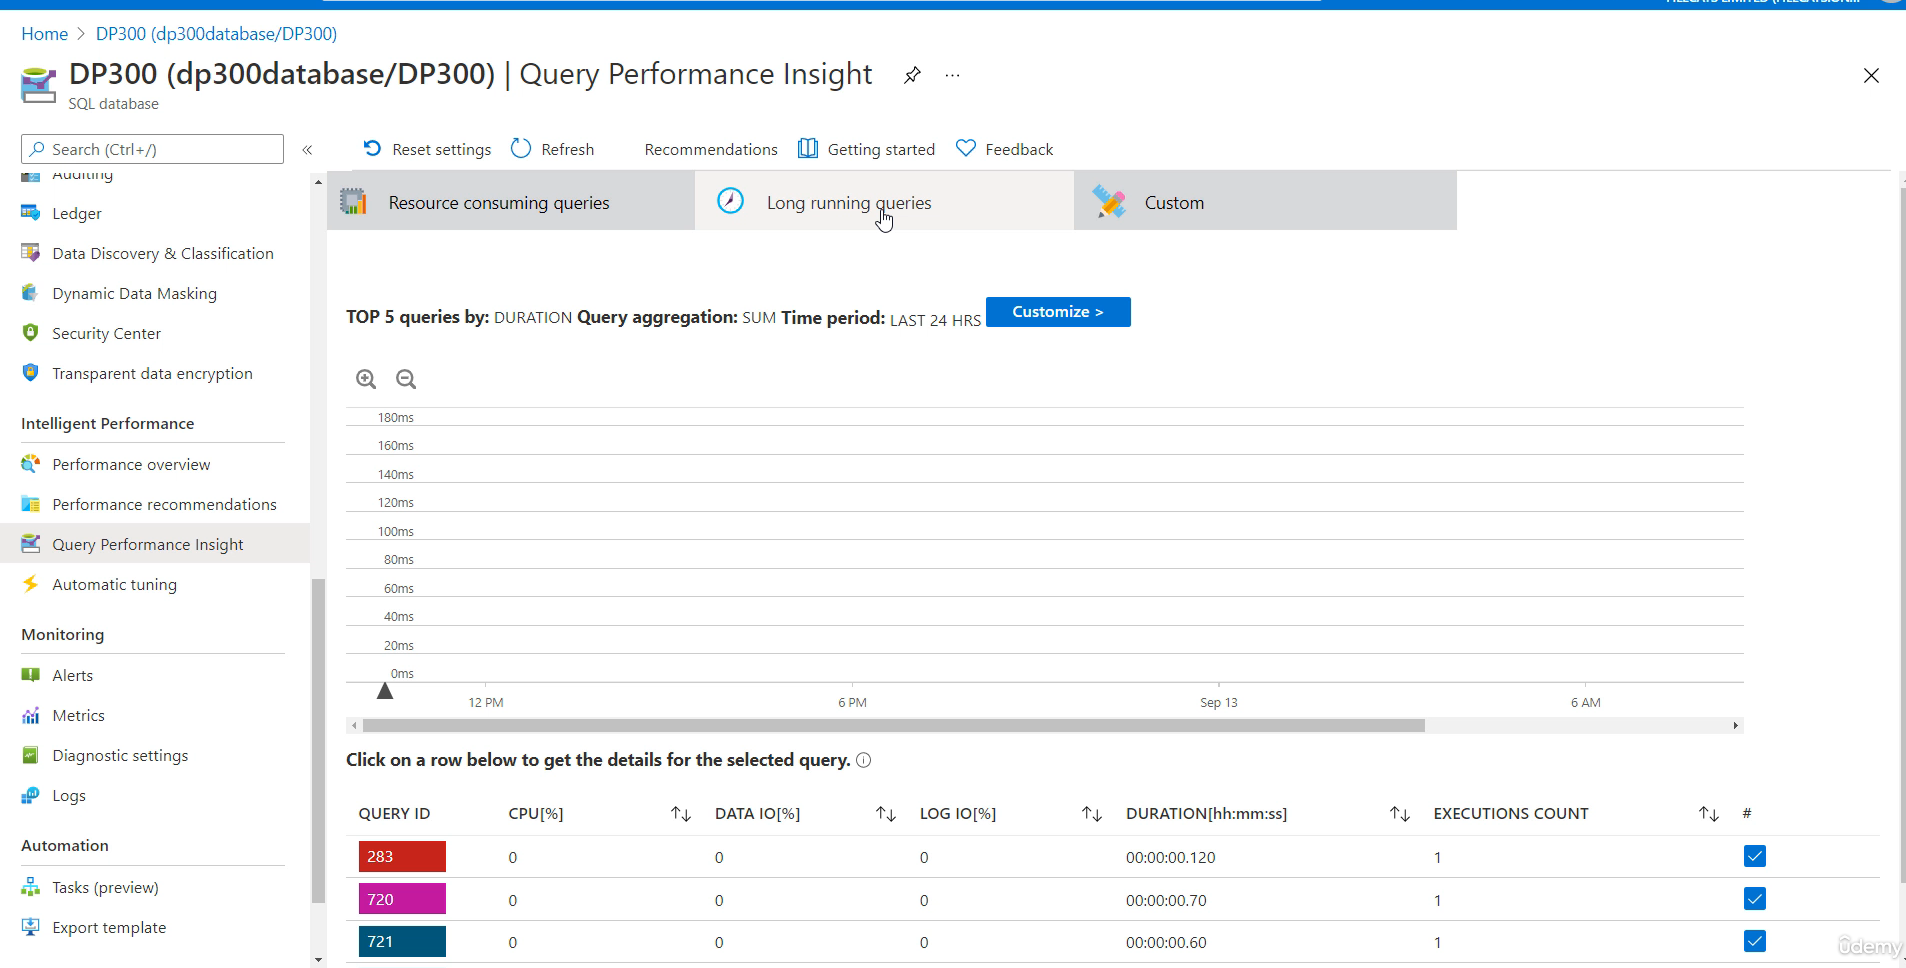 Home > DP300 (dp300database/DP300)
DP300 (dp300database/DP300) | Query Performance Insight ...
SQL database
Search (Ctrl+/) «
Reset settings Refresh Recommendations Getting started Feedback
Auditing
Ledger
Data Discovery & Classification
Dynamic Data Masking
Security Center
Transparent data encryption
Intelligent Performance
Performance overview
Performance recommendations
Query Performance Insight
Automatic tuning
Monitoring
Alerts
Metrics
Diagnostic settings
Logs
Automation
Tasks (preview)
Export template
Resource consuming queries Long running queries Custom
TOP 5 queries by: DURATION Query aggregation: SUM Time period: LAST 24 HRS Customize >
180ms
160ms
140ms
120ms
100ms
80ms
60ms
40ms
20ms
0ms
12 PM 6 PM Sep 13 6 AM
Click on a row below to get the details for the selected query.
QUERY ID CPU[%] DATA IO[%] LOG IO[%] DURATION[hh:mm:ss] EXECUTIONS COUNT #
283 0 0 0 00:00:00.120 1
720 0 0 0 00:00:00.70 1
721 0 0 0 00:00:00.60 1
ûdemy